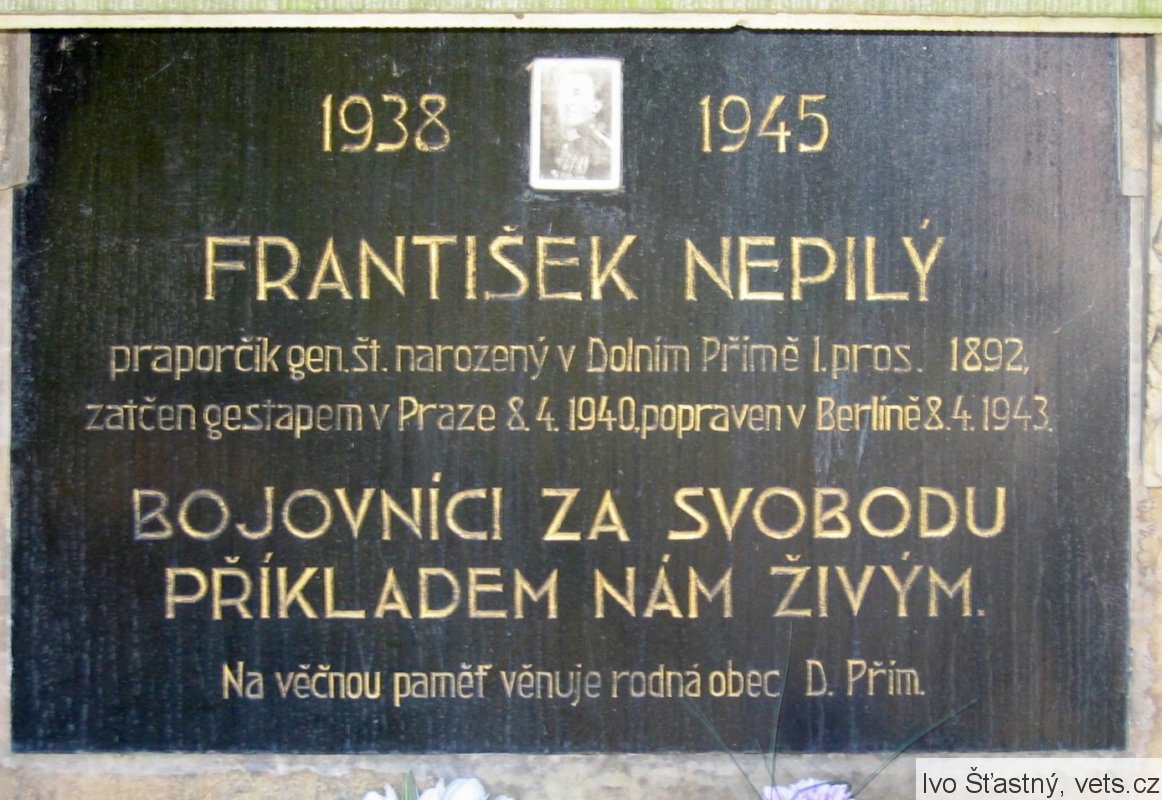 1938 1945
FRANTIŠEK NEPILÝ
praporčík gen. št. narozený v Dolním Přímě 1. pros. 1892,
zatčen gestapem v Praze 8. 4. 1940, popraven v Berlíně 8. 4. 1943.
BOJOVNÍCI ZA SVOBODU
PŘÍKLADEM NÁM ŽIVÝM.
Na věčnou paměť věnuje rodná obec D. Přím.
Ivo Šťastný, vets.cz